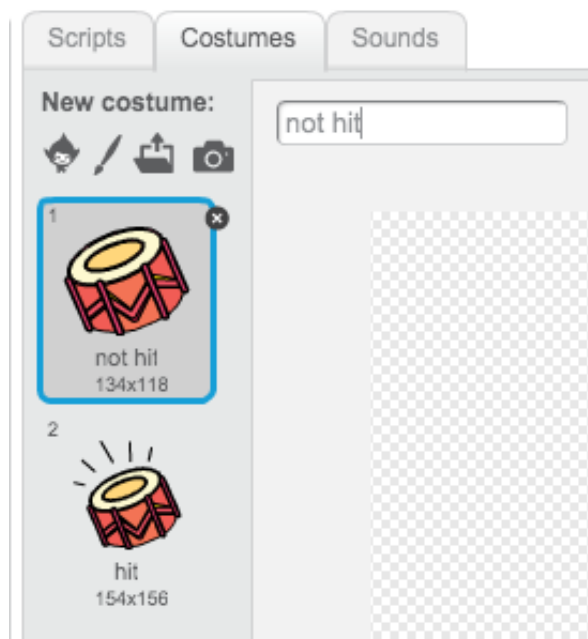 Scripts Costumes Sounds
New costume:
not hit
1
not hit
134x118
2
hit
154x156